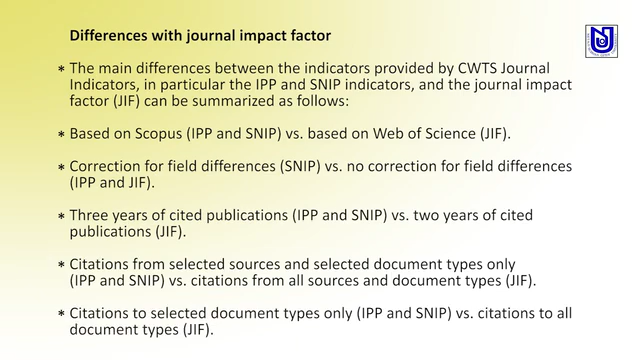 Differences with journal impact factor
* The main differences between the indicators provided by CWTS Journal
Indicators, in particular the IPP and SNIP indicators, and the journal impact
factor (JIF) can be summarized as follows:
* Based on Scopus (IPP and SNIP) vs. based on Web of Science (JIF).
* Correction for field differences (SNIP) vs. no correction for field differences
(IPP and JIF).
* Three years of cited publications (IPP and SNIP) vs. two years of cited
publications (JIF).
* Citations from selected sources and selected document types only
(IPP and SNIP) vs. citations from all sources and document types (JIF).
* Citations to selected document types only (IPP and SNIP) vs. citations to all
document types (JIF).